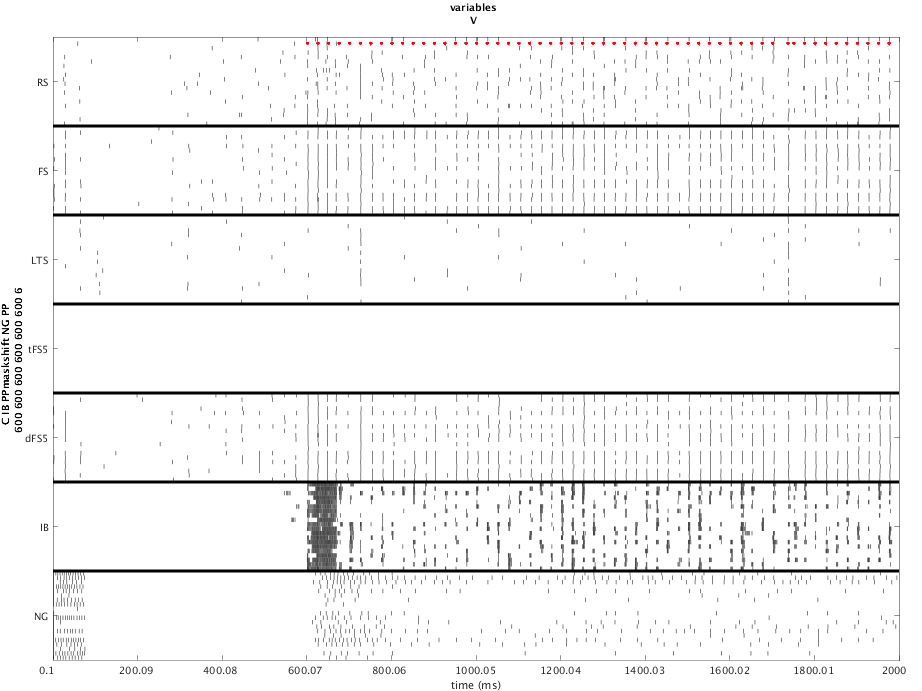 variables
V
RS
FS
LTS
tFS5
dFS5
IB
NG
C IB PPmaskshift NG PP
600 600 600 600 600 600 6
0.1 200.09 400.08 600.07 800.06 1000.05 1200.04 1400.03 1600.02 1800.01 2000
time (ms)